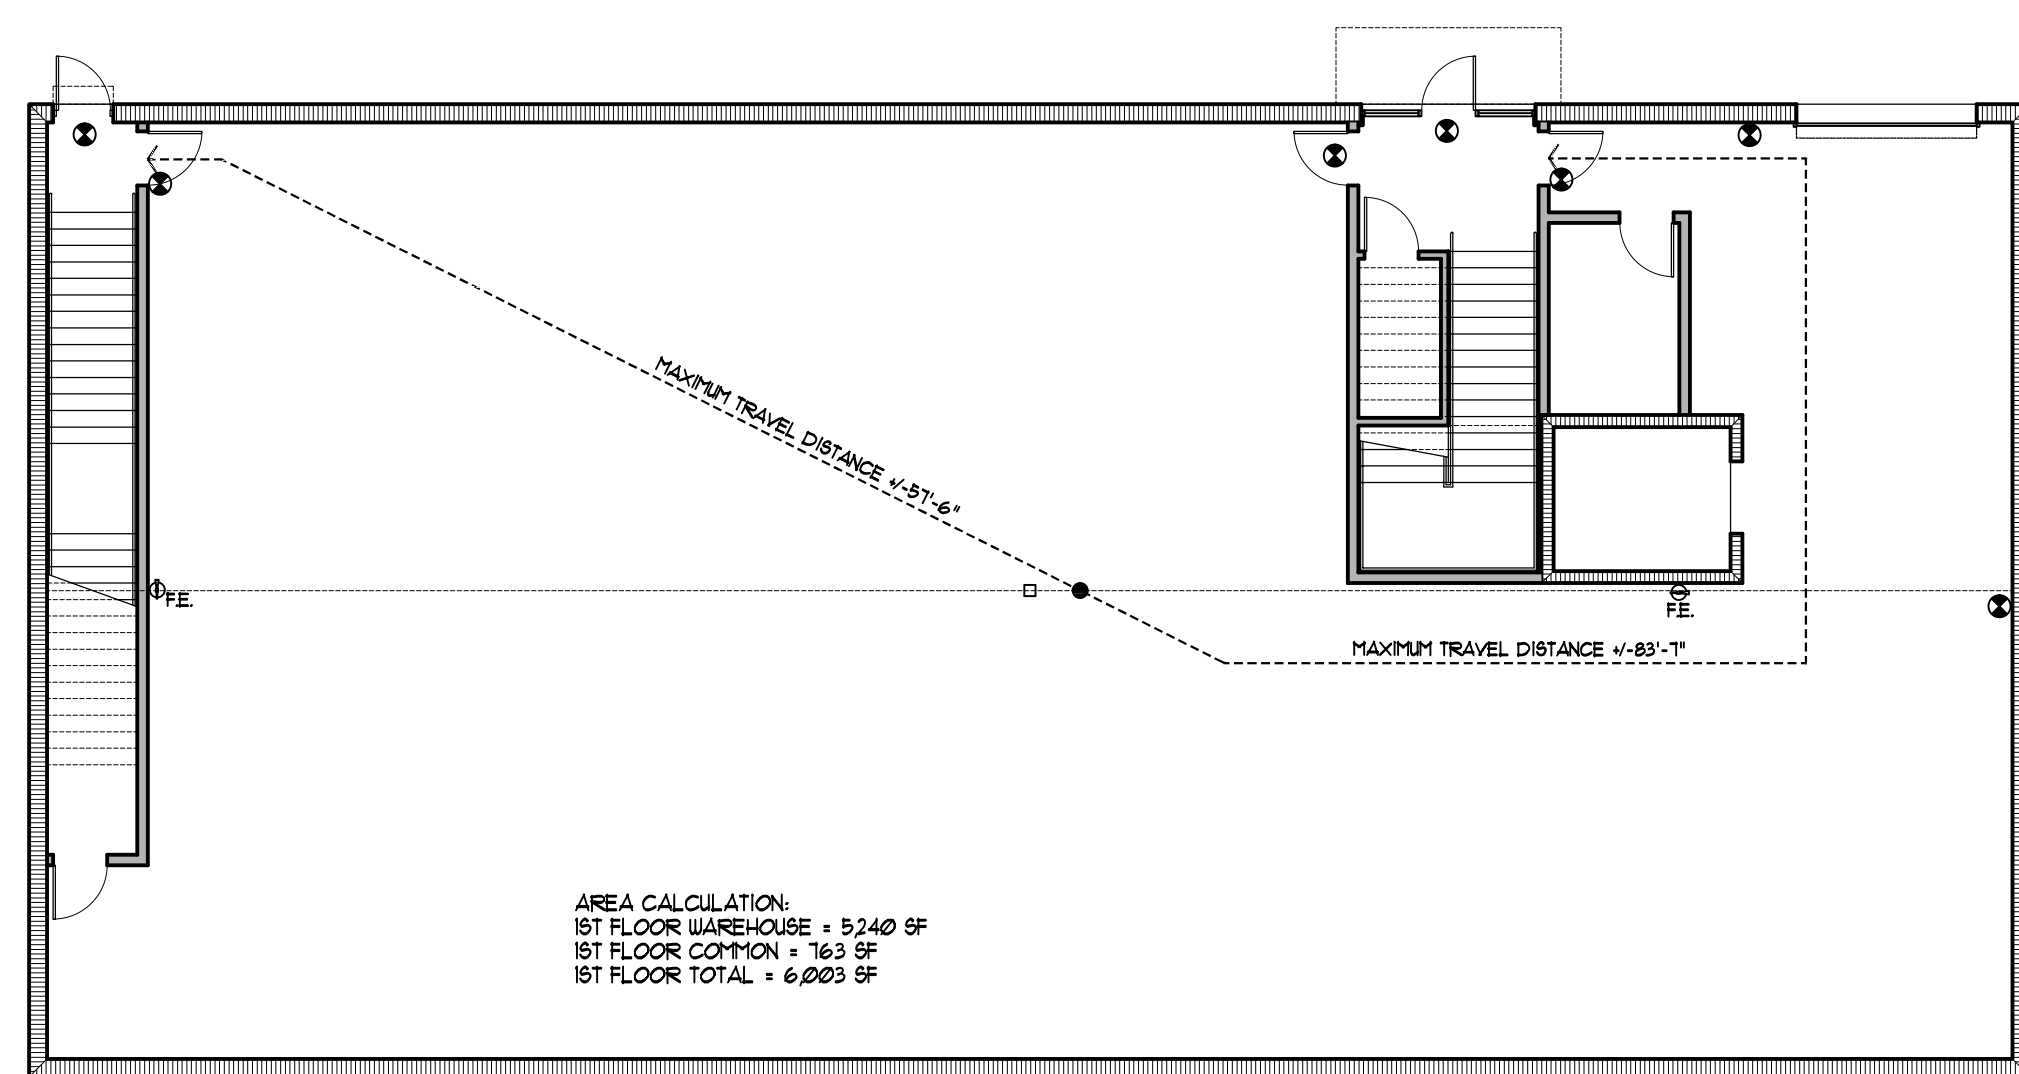 MAXIMUM TRAVEL DISTANCE +/-57'-6"
F.E.
F.E.
MAXIMUM TRAVEL DISTANCE +/-83'-7"
AREA CALCULATION:
1ST FLOOR WAREHOUSE = 5,240 SF
1ST FLOOR COMMON = 763 SF
1ST FLOOR TOTAL = 6,003 SF